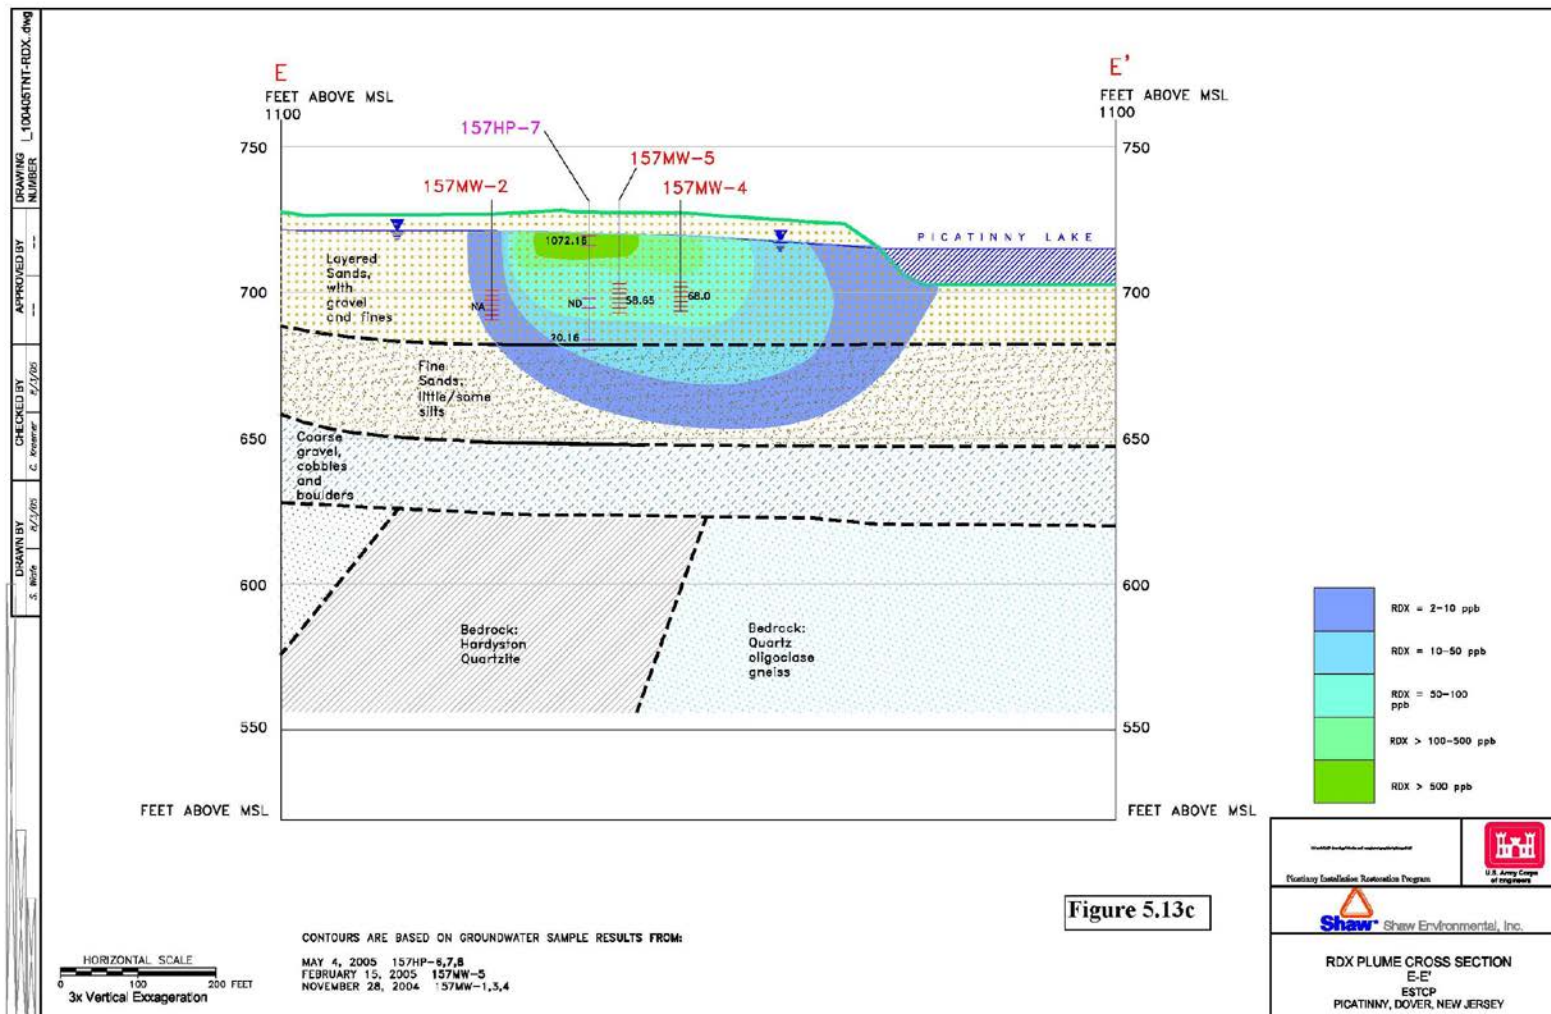 DRAWING NUMBER
I_100405TNT-RDX.dwg
APPROVED BY
-- --
-- --
CHECKED BY
DRAWN BY
E
FEET ABOVE MSL
1100
E'
FEET ABOVE MSL
1100
157HP-7
157MW-5
157MW-2
157MW-4
750
750
1072.16
PICATINNY LAKE
Layered
Sands,
with
gravel
and fines
700
700
NA
ND
58.65
68.0
20.16
Fine
Sands,
little/some
silts
650
650
Coarse
gravel,
cobbles
and
boulders
600
600
Bedrock:
Hardyston
Quartzite
Bedrock:
Quartz
oligoclase
gneiss
550
550
FEET ABOVE MSL
FEET ABOVE MSL
RDX = 2-10 ppb
RDX = 10-50 ppb
RDX = 50-100
ppb
RDX > 100-500 ppb
RDX > 500 ppb
Figure 5.13c
CONTOURS ARE BASED ON GROUNDWATER SAMPLE RESULTS FROM:
MAY 4, 2005 157HP-6,7,8
FEBRUARY 15, 2005 157MW-5
NOVEMBER 28, 2004 157MW-1,3,4
HORIZONTAL SCALE
0 100 200 FEET
3x Vertical Exxageration
Picatinny Installation Restoration Program
U.S. Army Corps
of Engineers
Shaw Shaw Environmental, Inc.
RDX PLUME CROSS SECTION
E-E'
ESTCP
PICATINNY, DOVER, NEW JERSEY